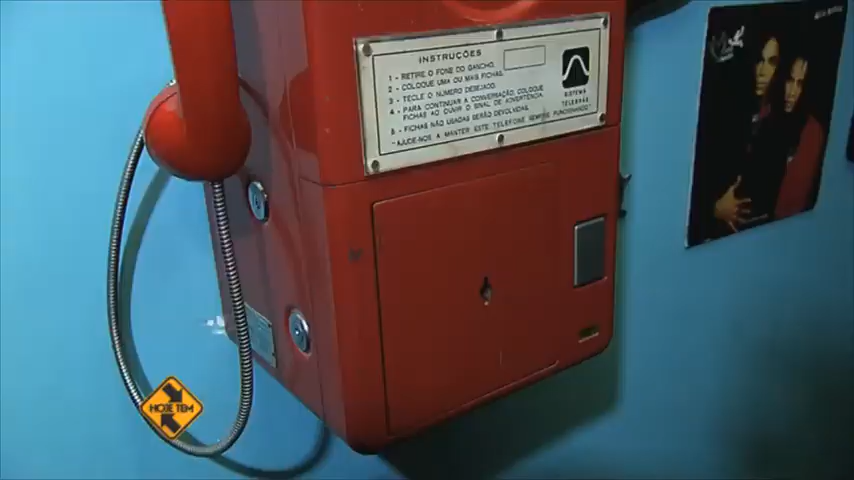 INSTRUÇÕES
1 - RETIRE O FONE DO GANCHO.
2 - COLOQUE UMA OU MAIS FICHAS.
3 - TECLE O NÚMERO DESEJADO.
4 - PARA CONTINUAR A CONVERSAÇÃO, COLOQUE
FICHAS AO OUVIR O SINAL DE ADVERTÊNCIA.
5 - FICHAS NÃO USADAS SERÃO DEVOLVIDAS.
"AJUDE-NOS A MANTER ESTE TELEFONE SEMPRE FUNCIONANDO"
SISTEMA
TELEBRÁS
HOJE TEM